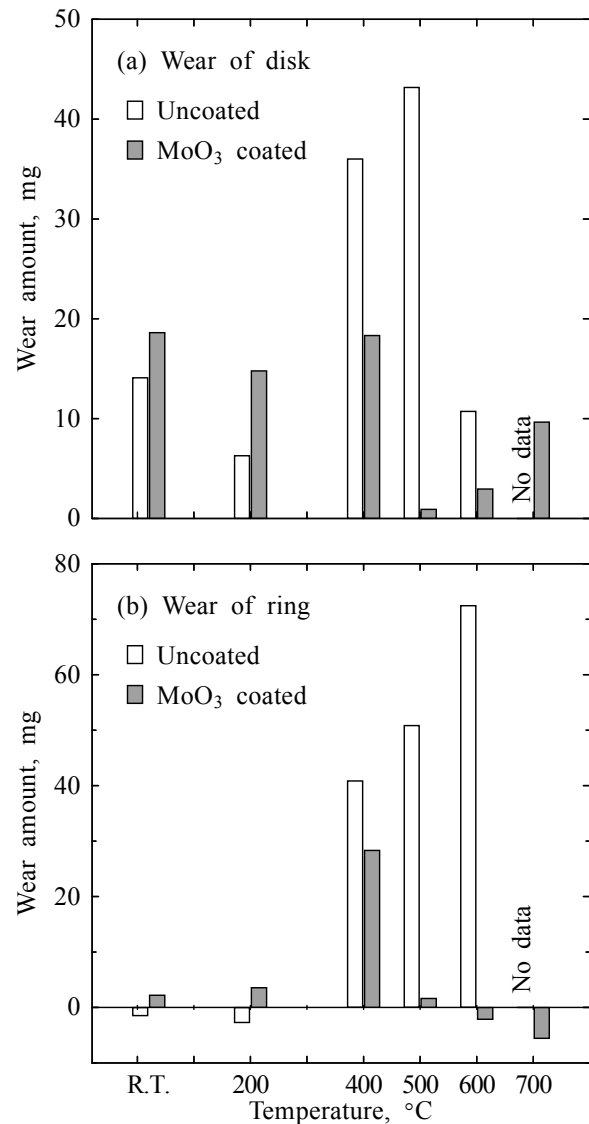 50
(a) Wear of disk
Uncoated
MoO₃ coated
40
30
20
10
0
Wear amount, mg
No data
80
(b) Wear of ring
Uncoated
MoO₃ coated
60
40
20
0
Wear amount, mg
No data
R.T. 200 400 500 600 700
Temperature, °C